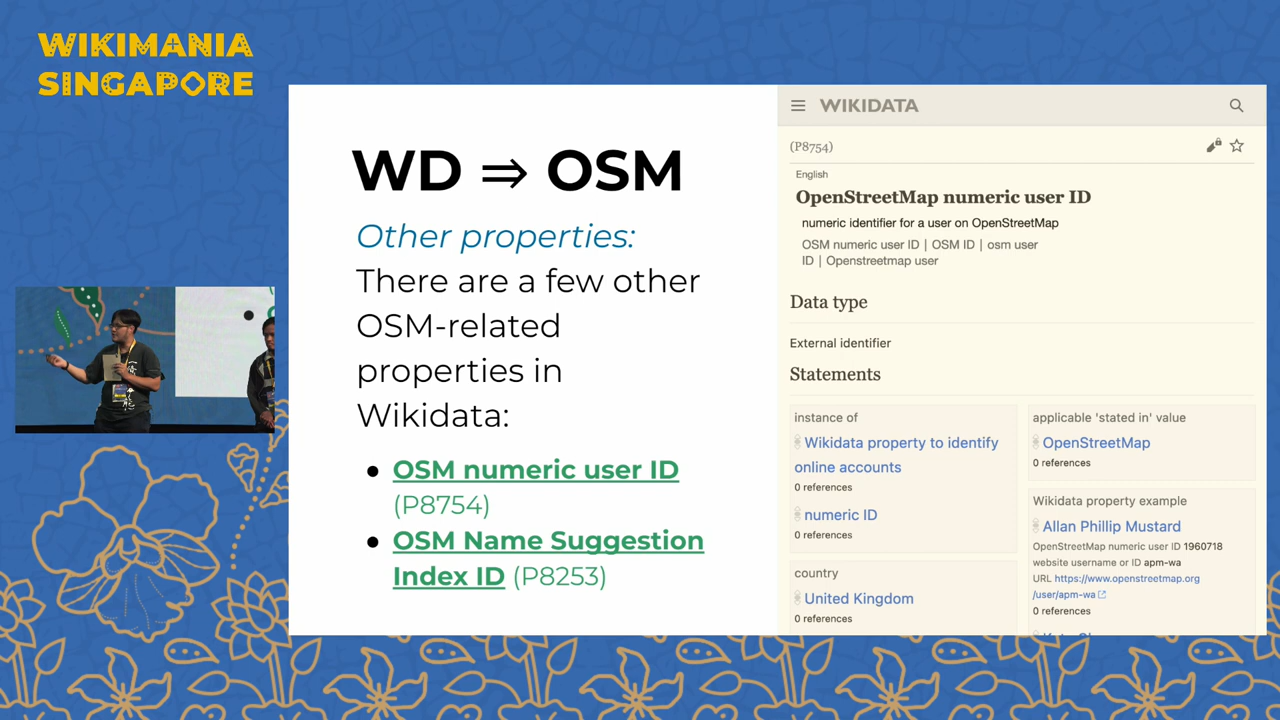 WIKIMANIA
SINGAPORE
WD ⇒ OSM
Other properties:
There are a few other
OSM-related
properties in
Wikidata:
• OSM numeric user ID
(P8754)
• OSM Name Suggestion
Index ID (P8253)
WIKIDATA
(P8754)
English
OpenStreetMap numeric user ID
numeric identifier for a user on OpenStreetMap
OSM numeric user ID | OSM ID | osm user
ID | Openstreetmap user
Data type
External identifier
Statements
instance of
Wikidata property to identify
online accounts
0 references
numeric ID
0 references
country
United Kingdom
0 references
applicable 'stated in' value
OpenStreetMap
0 references
Wikidata property example
Allan Phillip Mustard
OpenStreetMap numeric user ID 1960718
website username or ID apm-wa
URL https://www.openstreetmap.org
/user/apm-wa
0 references